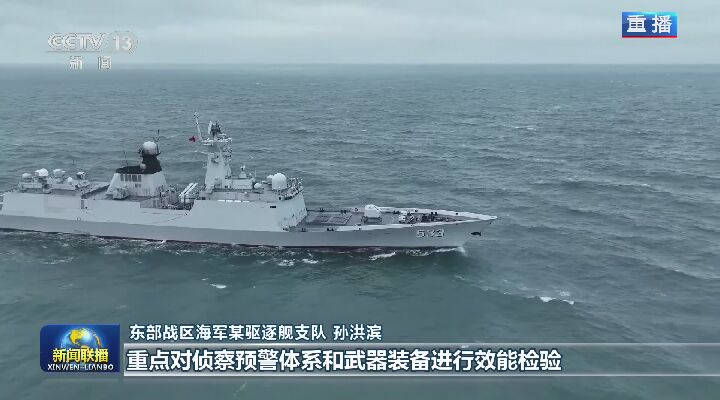 CCTV 13
新闻
重播
533
东部战区海军某驱逐舰支队 孙洪滨
新闻联播
XINWEN-LIANBO
重点对侦察预警体系和武器装备进行效能检验